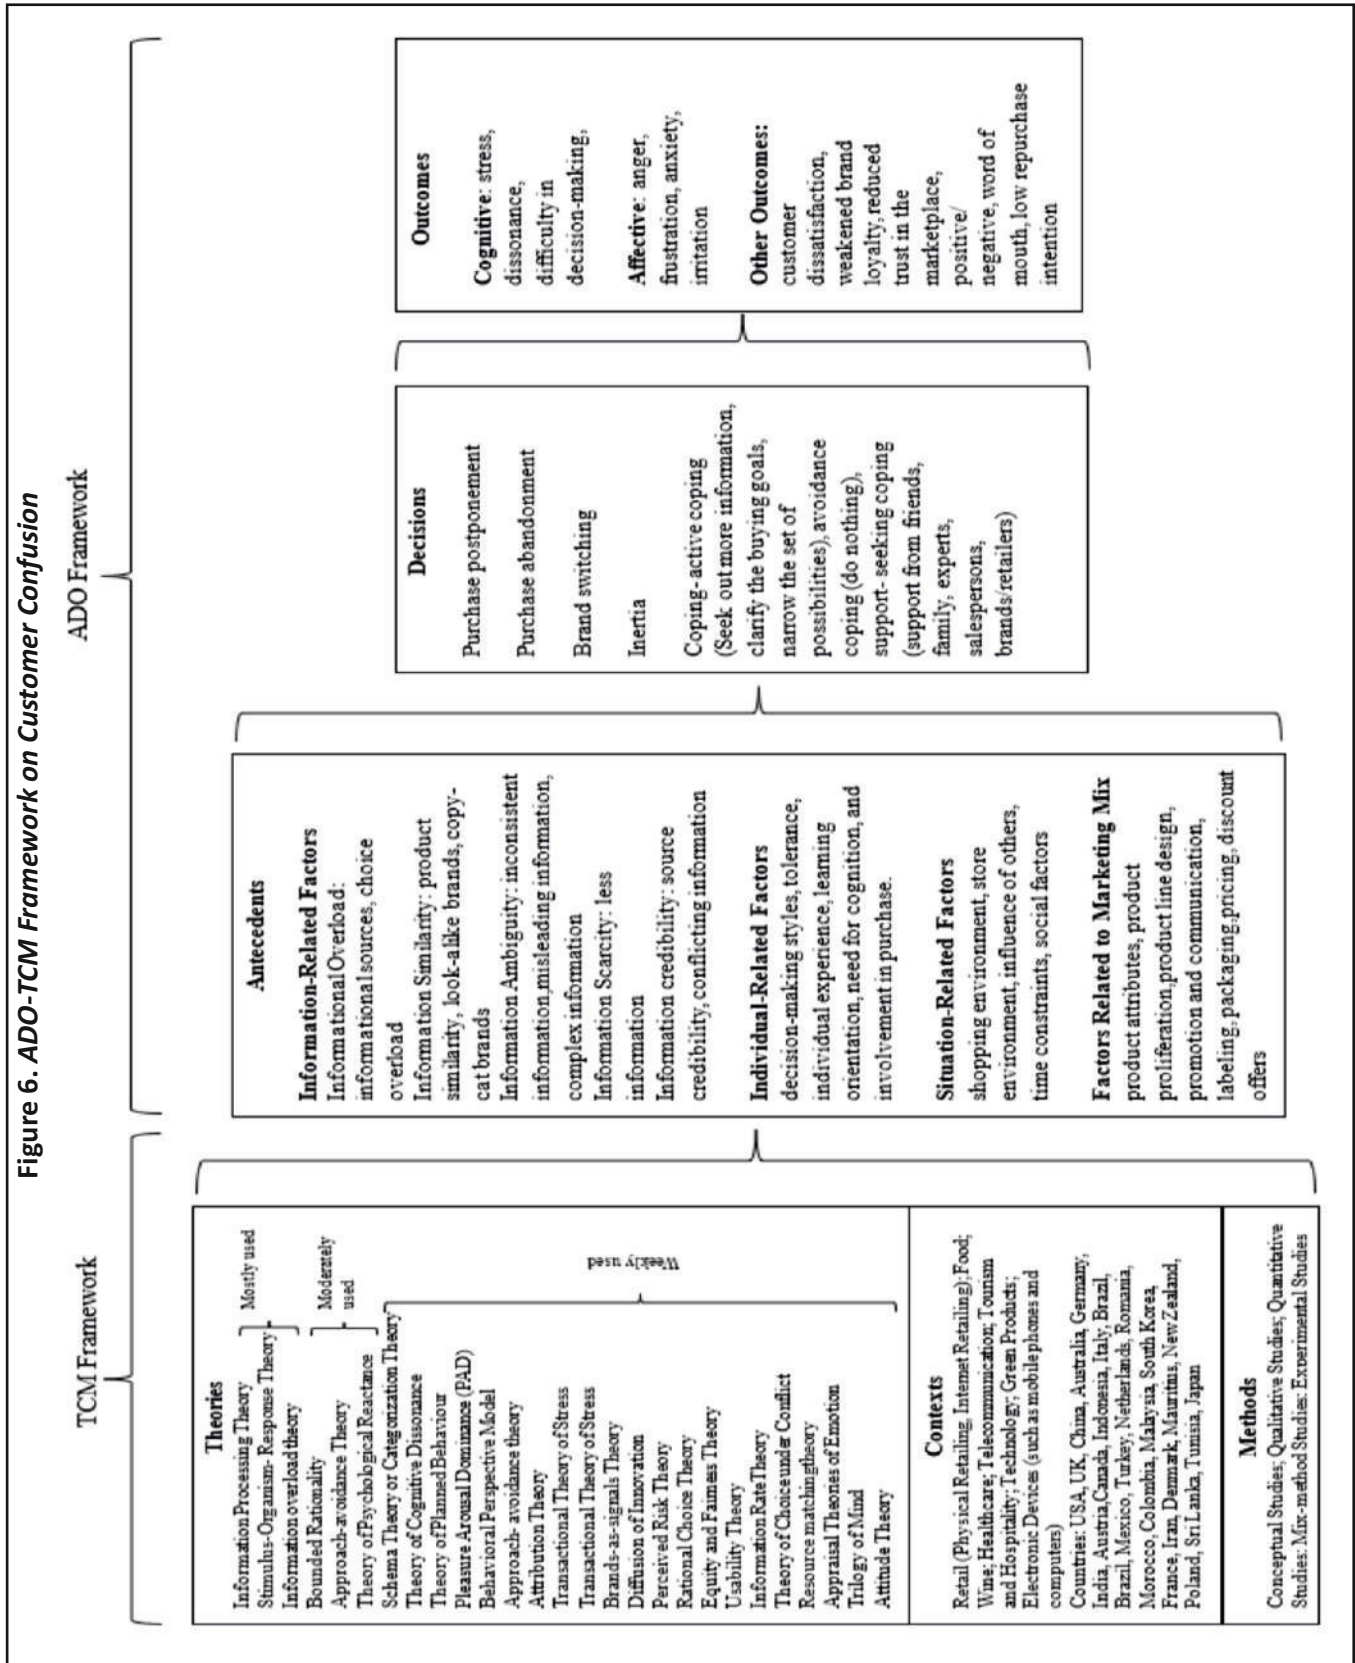 Figure 6. ADO-TCM Framework on Customer Confusion
TCM Framework
ADO Framework
Theories
Information Processing Theory
Stimulus-Organism- Response Theory
Information overload theory
Mostly used
Bounded Rationality
Approach-avoidance Theory
Theory of Psychological Reactance
Moderately
used
Schema Theory or Categorization Theory
Theory of Cognitive Dissonance
Theory of Planned Behaviour
Pleasure Arousal Dominance (PAD)
Behavioral Perspective Model
Approach- avoidance theory
Attribution Theory
Transactional Theory of Stress
Transactional Theory of Stress
Brands-as-signals Theory
Diffusion of Innovation
Perceived Risk Theory
Rational Choice Theory
Equity and Fairness Theory
Usability Theory
Information Rate Theory
Theory of Choice under Conflict
Resource matching theory
Appraisal Theories of Emotion
Trilogy of Mind
Attitude Theory
Weekly used
Contexts
Retail (Physical Retailing, Internet Retailing); Food;
Wine; Healthcare; Telecommunication; Tourism
and Hospitality; Technology; Green Products;
Electronic Devices (such as mobile phones and
computers)
Countries: USA, UK, China, Australia, Germany,
India, Austria, Canada, Indonesia, Italy, Brazil,
Brazil, Mexico, Turkey, Netherlands, Romania,
Morocco, Colombia, Malaysia, South Korea,
France, Iran, Denmark, Mauritius, New Zealand,
Poland, Sri Lanka, Tunisia, Japan
Methods
Conceptual Studies; Qualitative Studies; Quantitative
Studies: Mix-method Studies: Experimental Studies
Antecedents
Information-Related Factors
Informational Overload:
informational sources, choice
overload
Information Similarity: product
similarity, look-like brands, copy-
cat brands
Information Ambiguity: inconsistent
information, misleading information,
complex information
Information Scarcity: less
information
Information credibility: source
credibility, conflicting information
Individual-Related Factors
decision-making styles, tolerance,
individual experience, learning
orientation, need for cognition, and
involvement in purchase.
Situation-Related Factors
shopping environment, store
environment, influence of others,
time constraints, social factors
Factors Related to Marketing Mix
product attributes, product
proliferation, product line design,
promotion and communication,
labeling, packaging, pricing, discount
offers
Decisions
Purchase postponement
Purchase abandonment
Brand switching
Inertia
Coping- active coping
(Seek out more information,
clarify the buying goals,
narrow the set of
possibilities), avoidance
coping (do nothing),
support- seeking coping
(support from friends,
family, experts,
salespersons,
brands/retailers)
Outcomes
Cognitive: stress,
dissonance,
difficulty in
decision-making,
Affective: anger,
frustration, anxiety,
irritation
Other Outcomes:
customer
dissatisfaction,
weakened brand
loyalty, reduced
trust in the
marketplace,
positive/
negative, word of
mouth, low repurchase
intention